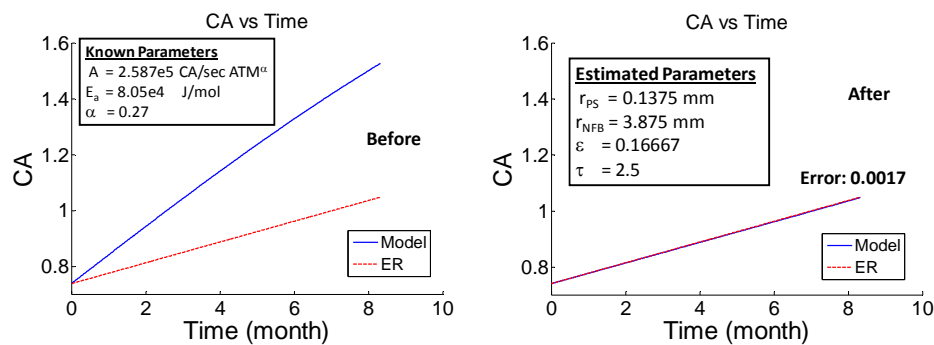 CA vs Time
1.6
1.4
1.2
1
0.8
CA
Known Parameters
A = 2.587e5 CA/sec ATMα
Ea = 8.05e4 J/mol
α = 0.27
Before
Model
ER
0 2 4 6 8 10
Time (month)
CA vs Time
1.6
1.4
1.2
1
0.8
CA
Estimated Parameters
rPS = 0.1375 mm
rNFB = 3.875 mm
ε = 0.16667
τ = 2.5
After
Error: 0.0017
Model
ER
0 2 4 6 8 10
Time (month)